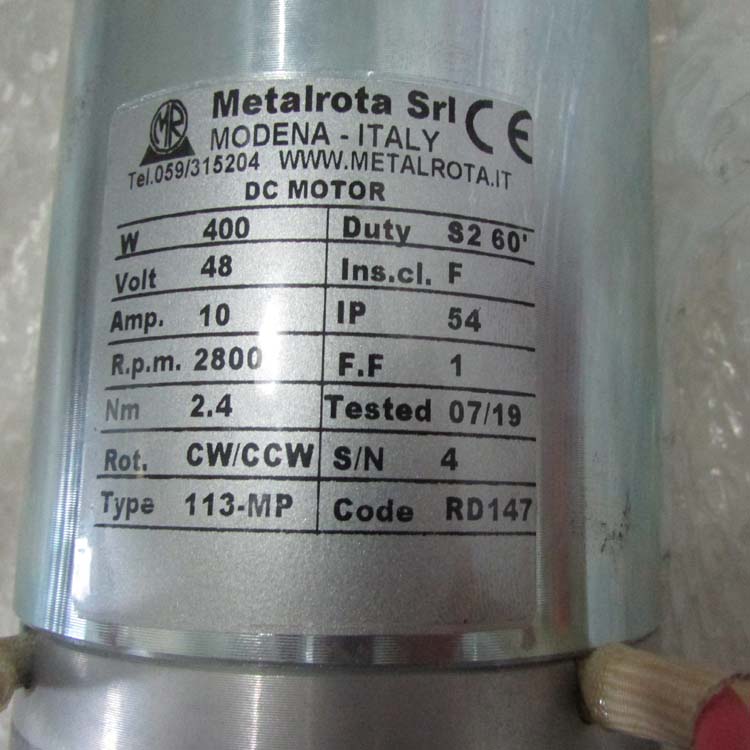 MR
Metalrota Srl CE
MODENA - ITALY
Tel.059/315204 WWW.METALROTA.IT
DC MOTOR
W 400 Duty S2 60'
Volt 48 Ins.cl. F
Amp. 10 IP 54
R.p.m. 2800 F.F 1
Nm 2.4 Tested 07/19
Rot. CW/CCW S/N 4
Type 113-MP Code RD147